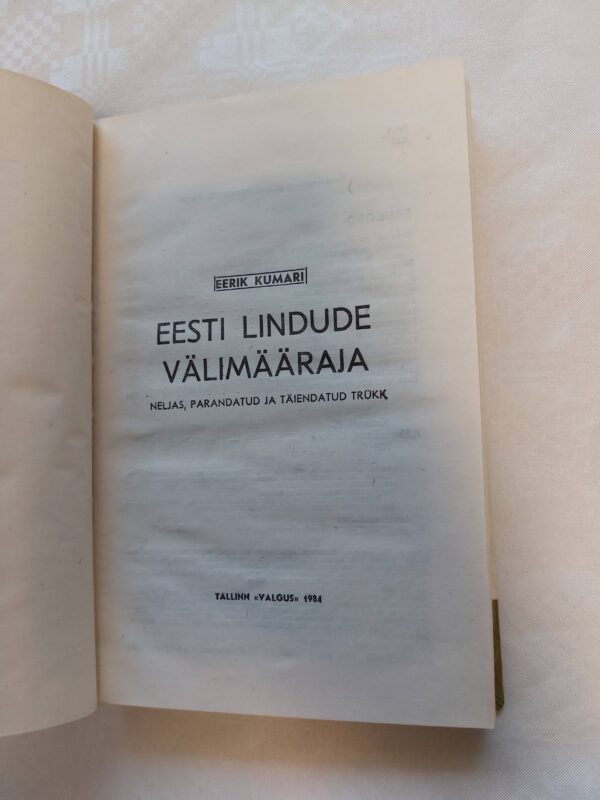 EERIK KUMARI
EESTI LINDUDE
VÄLIMÄÄRAJA
NELJAS, PARANDATUD JA TÄIENDATUD TRÜKK
TALLINN «VALGUS» 1984